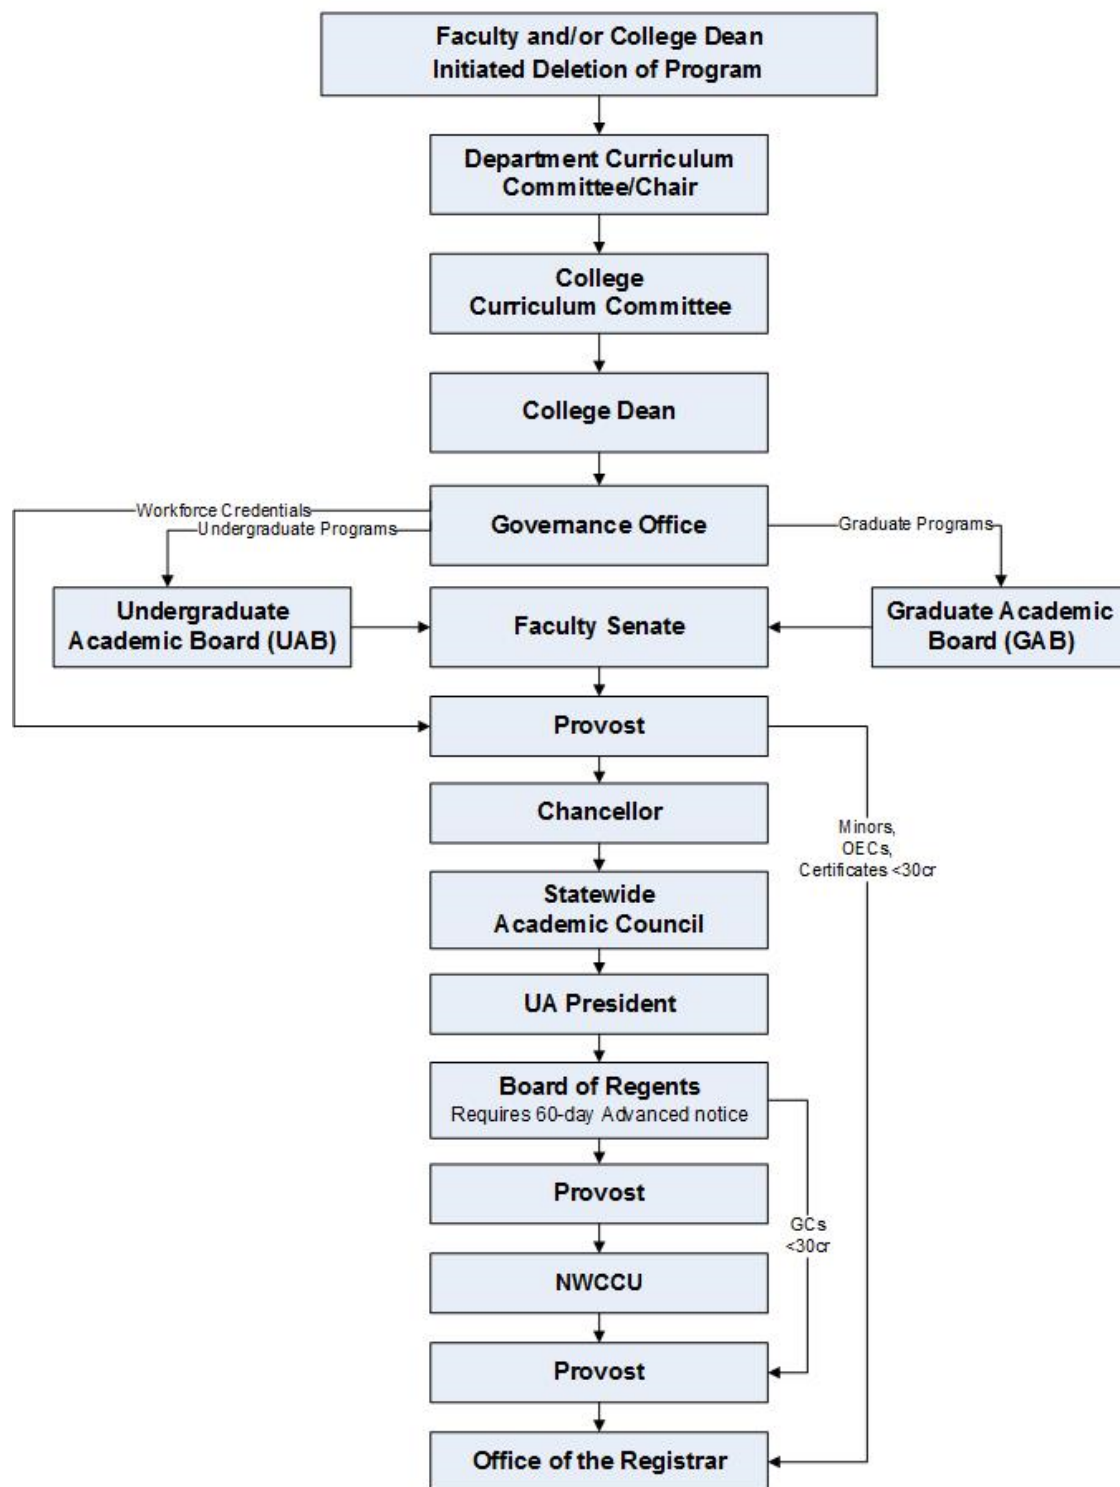 Faculty and/or College Dean
Initiated Deletion of Program
Department Curriculum
Committee/Chair
College
Curriculum Committee
College Dean
Governance Office
Workforce Credentials
Undergraduate Programs
Graduate Programs
Undergraduate
Academic Board (UAB)
Faculty Senate
Graduate Academic
Board (GAB)
Provost
Chancellor
Minors,
OECs,
Certificates <30cr
Statewide
Academic Council
UA President
Board of Regents
Requires 60-day Advanced notice
Provost
GCs
<30cr
NWCCU
Provost
Office of the Registrar